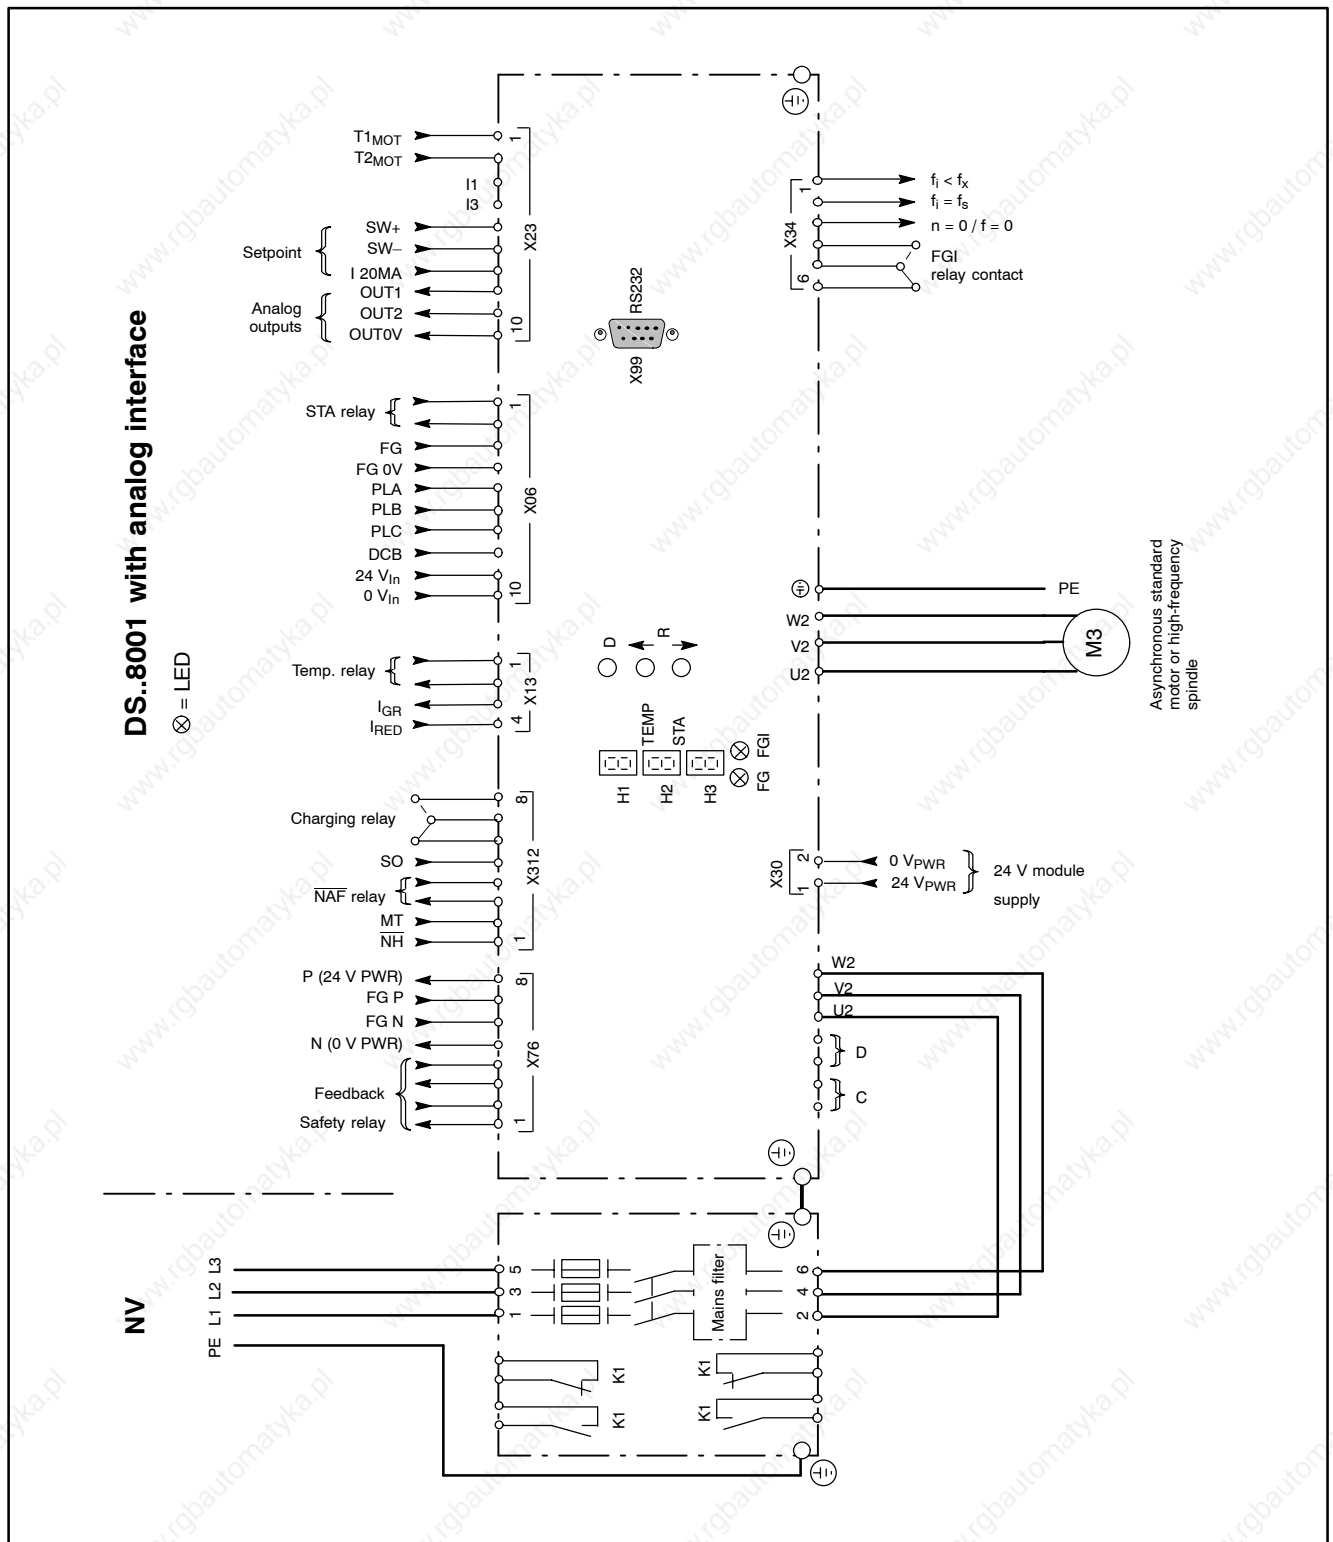 DS..8001 with analog interface
= LED
T1MOT
T2MOT
I1
I3
SW+
SW–
I 20MA
OUT1
OUT2
OUT0V
Setpoint
Analog
outputs
1
X23
10
STA relay
FG
FG 0V
PLA
PLB
PLC
DCB
24 VIn
0 VIn
1
X06
10
Temp. relay
IGR
IRED
1
X13
4
Charging relay
SO
NAF relay
MT
NH
8
X312
1
P (24 V PWR)
FG P
FG N
N (0 V PWR)
Feedback
Safety relay
8
X76
1
RS232
X99
D
R
TEMP
STA
H1
H2
H3
FG
FGI
1
X34
6
fi < fx
fi = fs
n = 0 / f = 0
FGI
relay contact
PE
W2
V2
U2
M3
Asynchronous standard
motor or high-frequency
spindle
X30
2
1
0 VPWR
24 VPWR
24 V module
supply
W2
V2
U2
D
C
NV
L3
L2
L1
PE
5
3
1
Mains filter
6
4
2
K1
K1
K1
K1
www.rgbautomatyka.pl